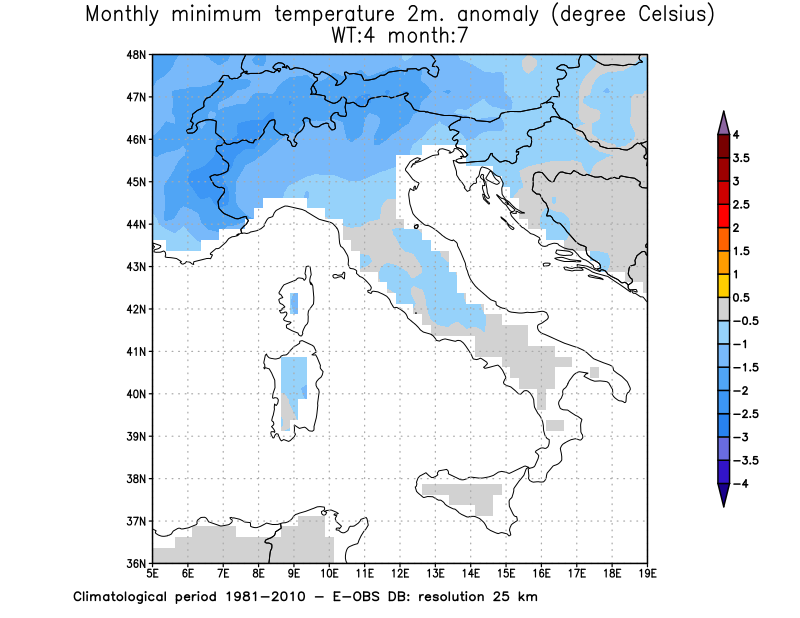 Monthly minimum temperature 2m. anomaly (degree Celsius)
WT:4 month:7
48N
47N
46N
45N
44N
43N
42N
41N
40N
39N
38N
37N
36N
5E 6E 7E 8E 9E 10E 11E 12E 13E 14E 15E 16E 17E 18E 19E
4
3.5
3
2.5
2
1.5
1
0.5
-0.5
-1
-1.5
-2
-2.5
-3
-3.5
-4
Climatological period 1981-2010 - E-OBS DB: resolution 25 km